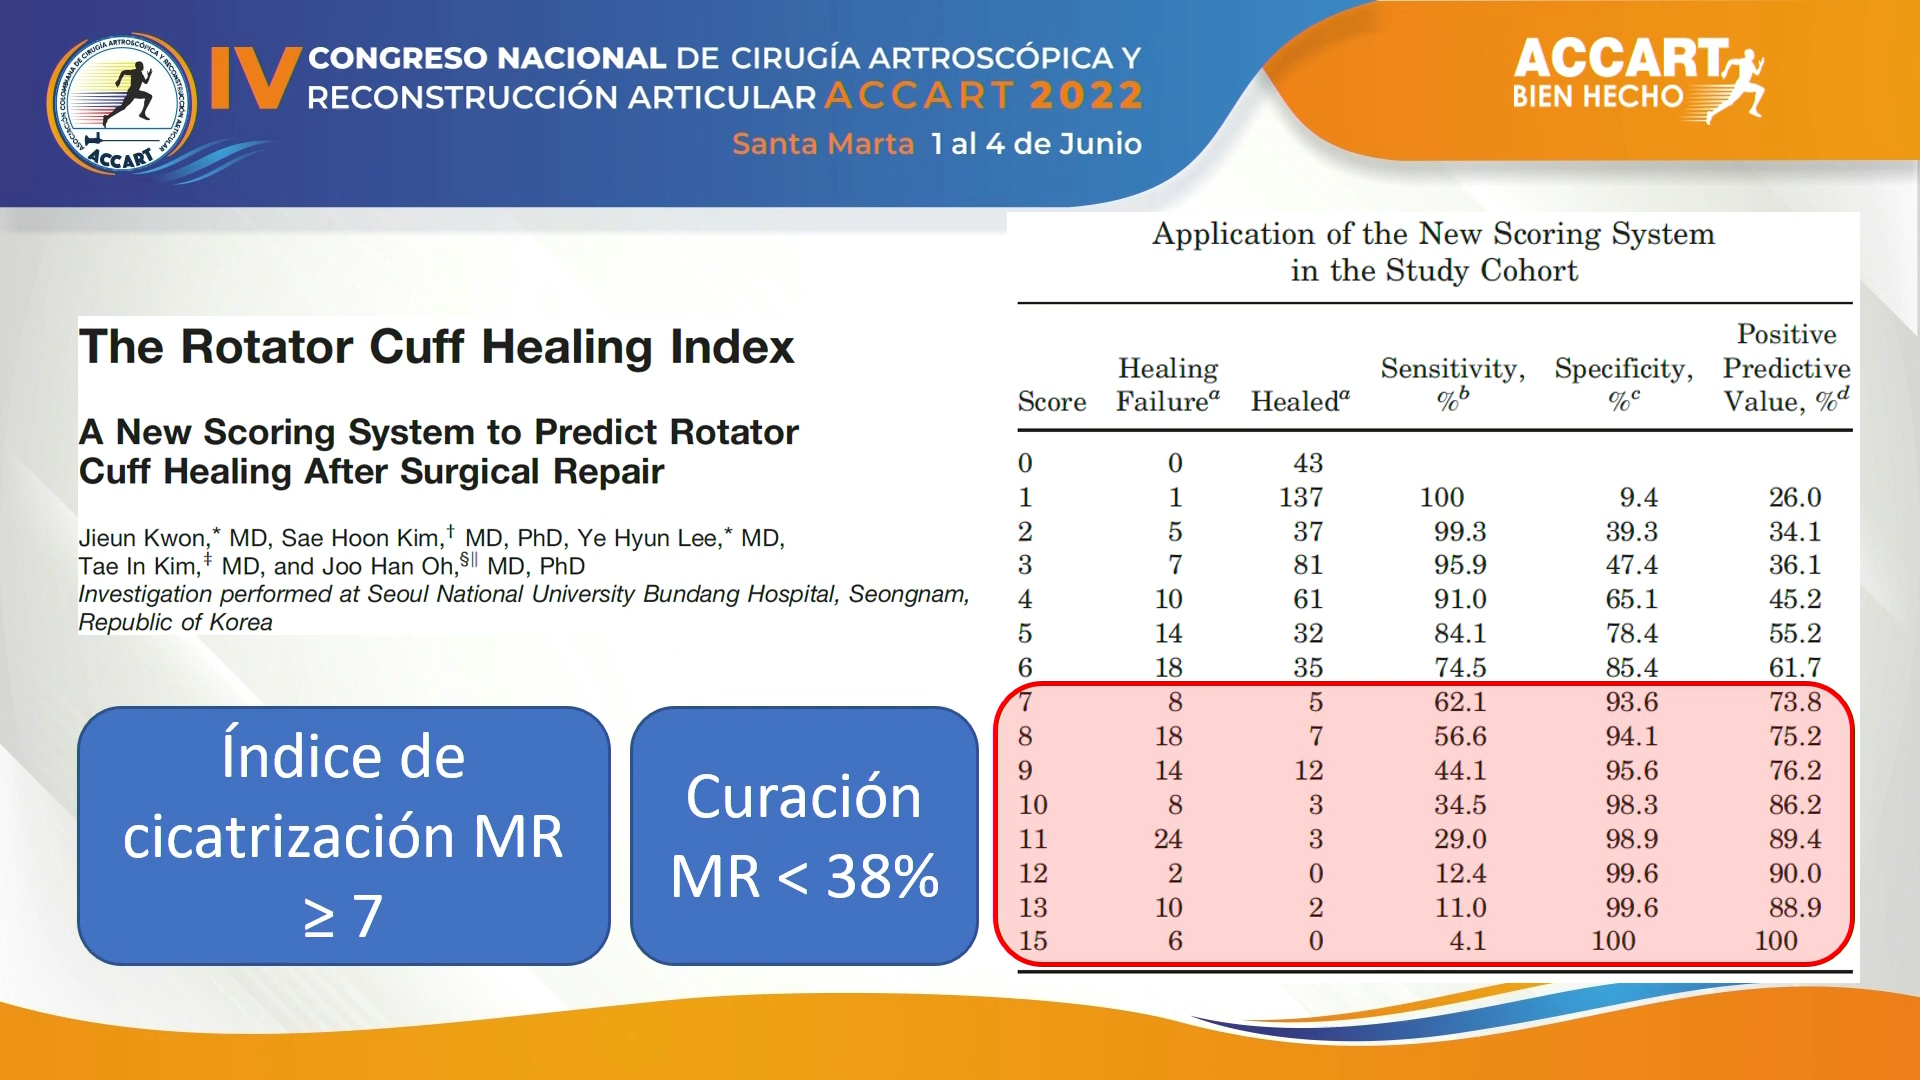 ASOCIACIÓN COLOMBIANA DE CIRUGÍA ARTROSCÓPICA Y RECONSTRUCCIÓN ARTICULAR
ACCART
IV CONGRESO NACIONAL DE CIRUGÍA ARTROSCÓPICA Y
RECONSTRUCCIÓN ARTICULAR ACCART 2022
Santa Marta 1 al 4 de Junio
ACCART
BIEN HECHO
The Rotator Cuff Healing Index
A New Scoring System to Predict Rotator
Cuff Healing After Surgical Repair
Jieun Kwon,* MD, Sae Hoon Kim,† MD, PhD, Ye Hyun Lee,* MD,
Tae In Kim,‡ MD, and Joo Han Oh,§∥ MD, PhD
Investigation performed at Seoul National University Bundang Hospital, Seongnam,
Republic of Korea
Índice de
cicatrización MR
≥ 7
Curación
MR < 38%
Application of the New Scoring System
in the Study Cohort
Positive
Healing Sensitivity, Specificity, Predictive
Score Failureᵃ Healedᵃ %ᵇ %ᶜ Value, %ᵈ
0 0 43
1 1 137 100 9.4 26.0
2 5 37 99.3 39.3 34.1
3 7 81 95.9 47.4 36.1
4 10 61 91.0 65.1 45.2
5 14 32 84.1 78.4 55.2
6 18 35 74.5 85.4 61.7
7 8 5 62.1 93.6 73.8
8 18 7 56.6 94.1 75.2
9 14 12 44.1 95.6 76.2
10 8 3 34.5 98.3 86.2
11 24 3 29.0 98.9 89.4
12 2 0 12.4 99.6 90.0
13 10 2 11.0 99.6 88.9
15 6 0 4.1 100 100